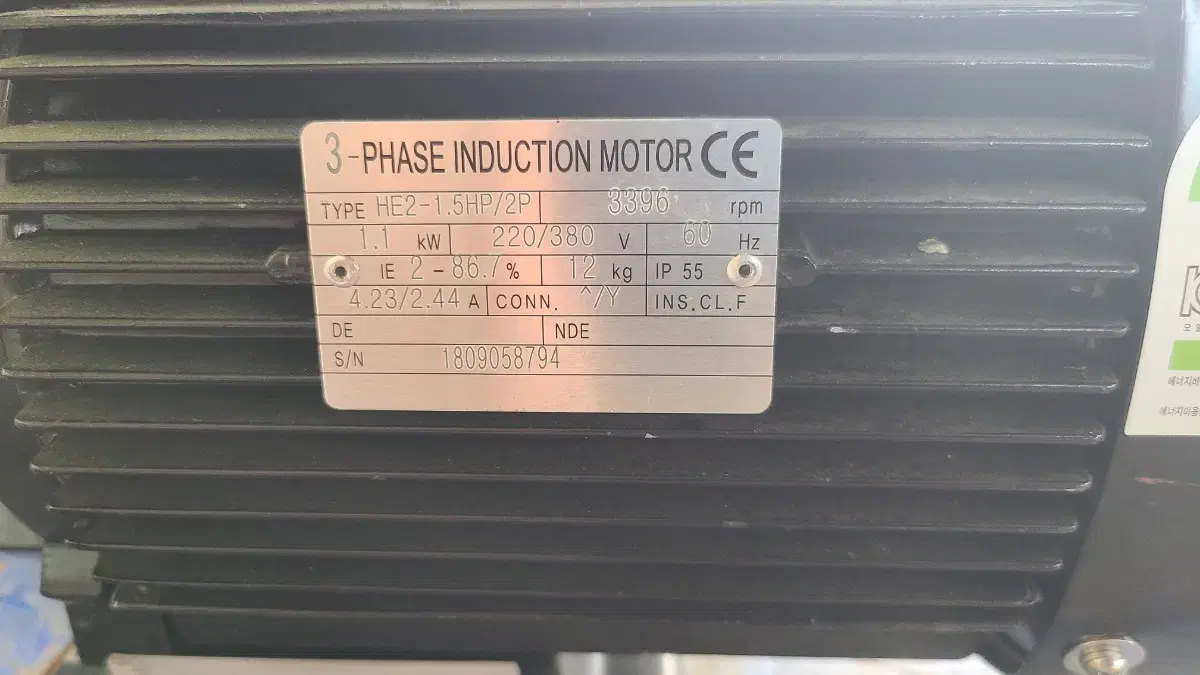 3-PHASE INDUCTION MOTOR CE
TYPE HE2-1.5HP/2P 3396 rpm
1.1 kW 220/380 V 60 Hz
IE 2-86.7 % 12 kg IP 55
4.23/2.44 A CONN. ^/Y INS.CL.F
DE NDE
S/N 1809058794